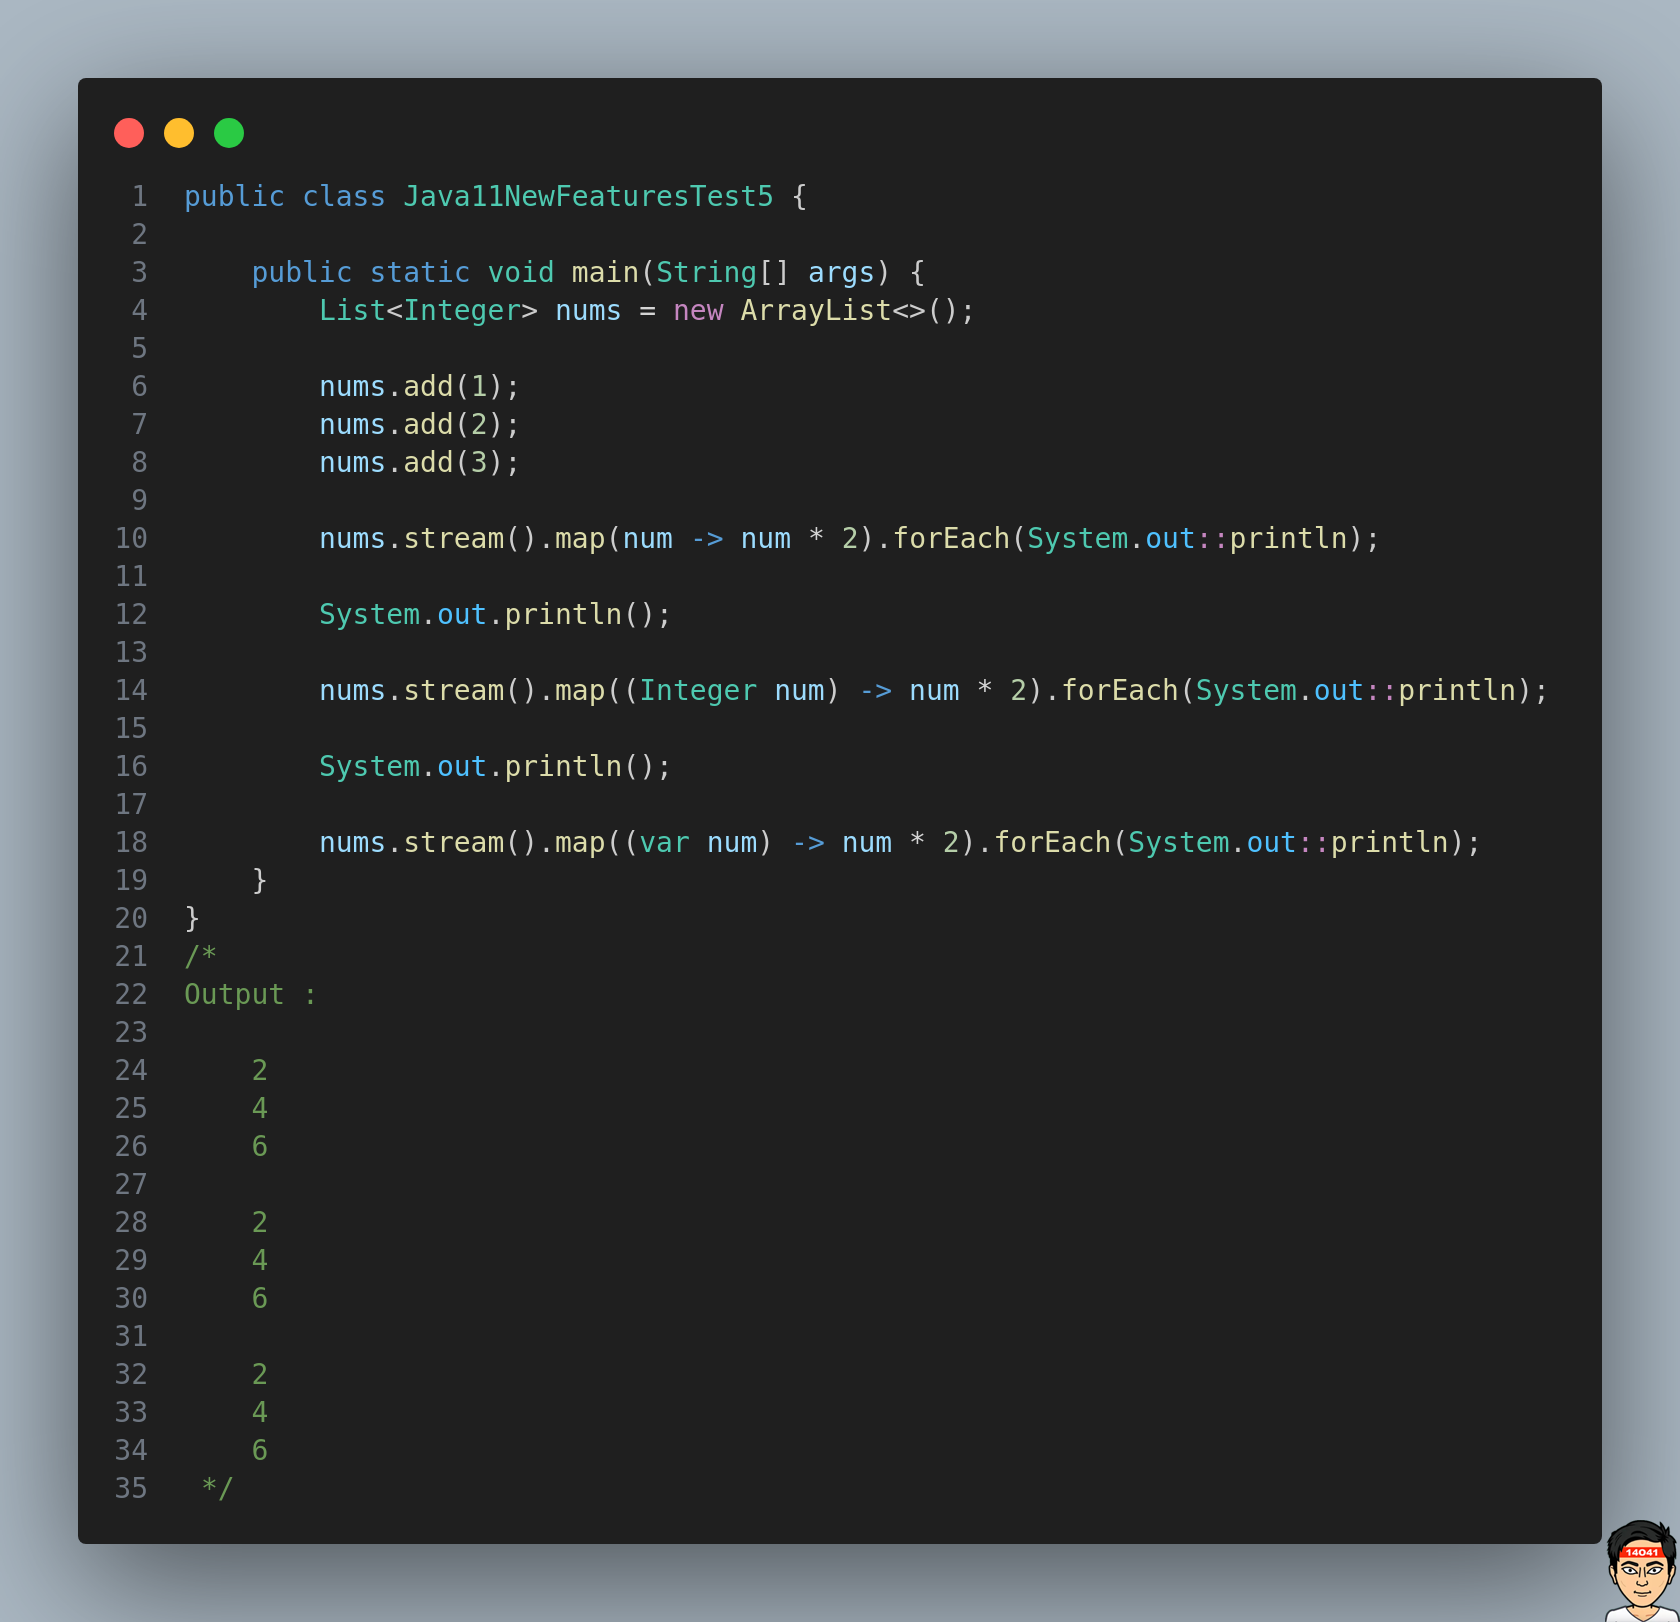 1 public class Java11NewFeaturesTest5 {
2
3     public static void main(String[] args) {
4         List<Integer> nums = new ArrayList<>();
5
6         nums.add(1);
7         nums.add(2);
8         nums.add(3);
9
10         nums.stream().map(num -> num * 2).forEach(System.out::println);
11
12         System.out.println();
13
14         nums.stream().map((Integer num) -> num * 2).forEach(System.out::println);
15
16         System.out.println();
17
18         nums.stream().map((var num) -> num * 2).forEach(System.out::println);
19     }
20 }
21 /*
22 Output :
23
24     2
25     4
26     6
27
28     2
29     4
30     6
31
32     2
33     4
34     6
35  */
14041